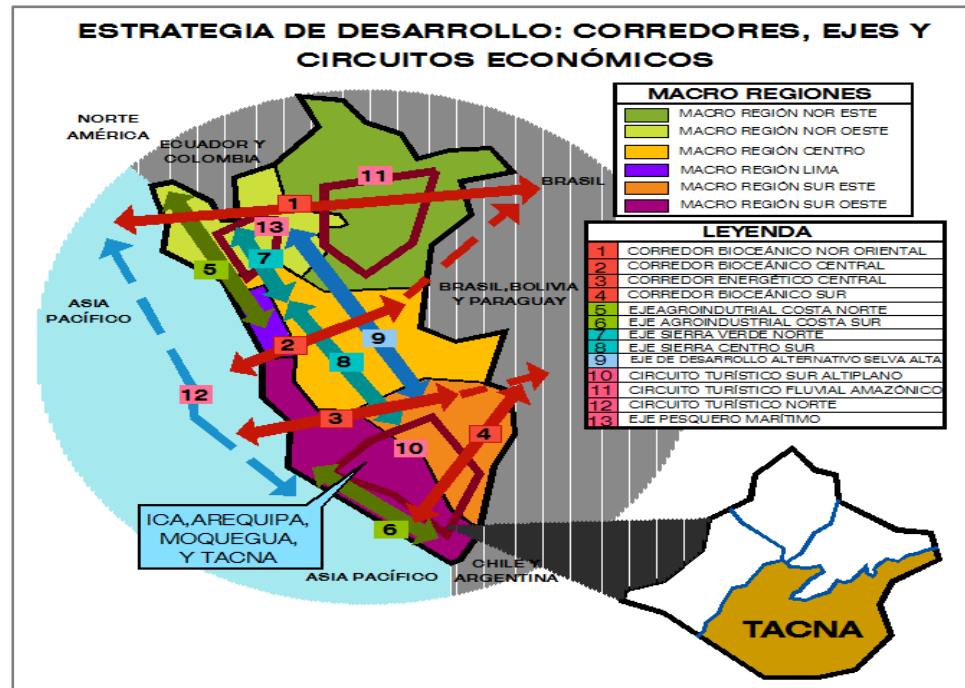 ESTRATEGIA DE DESARROLLO: CORREDORES, EJES Y
CIRCUITOS ECONÓMICOS
NORTE
AMÉRICA
ECUADOR Y
COLOMBIA
BRASIL
BRASIL, BOLIVIA
Y PARAGUAY
ASIA
PACÍFICO
11
1
13
7
5
2
9
8
12
3
4
10
6
ICA, AREQUIPA,
MOQUEGUA,
Y TACNA
ASIA PACÍFICO
CHILE Y
ARGENTINA
MACRO REGIONES
MACRO REGIÓN NOR ESTE
MACRO REGIÓN NOR OESTE
MACRO REGIÓN CENTRO
MACRO REGIÓN LIMA
MACRO REGIÓN SUR ESTE
MACRO REGIÓN SUR OESTE
LEYENDA
1 CORREDOR BIOCEÁNICO NOR ORIENTAL
2 CORREDOR BIOCEÁNICO CENTRAL
3 CORREDOR ENERGÉTICO CENTRAL
4 CORREDOR BIOCEÁNICO SUR
5 EJEAGROINDUTRIAL COSTA NORTE
6 EJE AGROINDUSTRIAL COSTA SUR
7 EJE SIERRA VERDE NORTE
8 EJE SIERRA CENTRO SUR
9 EJE DE DESARROLLO ALTERNATIVO SELVA ALTA
10 CIRCUITO TURÍSTICO SUR ALTIPLANO
11 CIRCUITO TURÍSTICO FLUVIAL AMAZÓNICO
12 CIRCUITO TURÍSTICO NORTE
13 EJE PESQUERO MARÍTIMO
TACNA